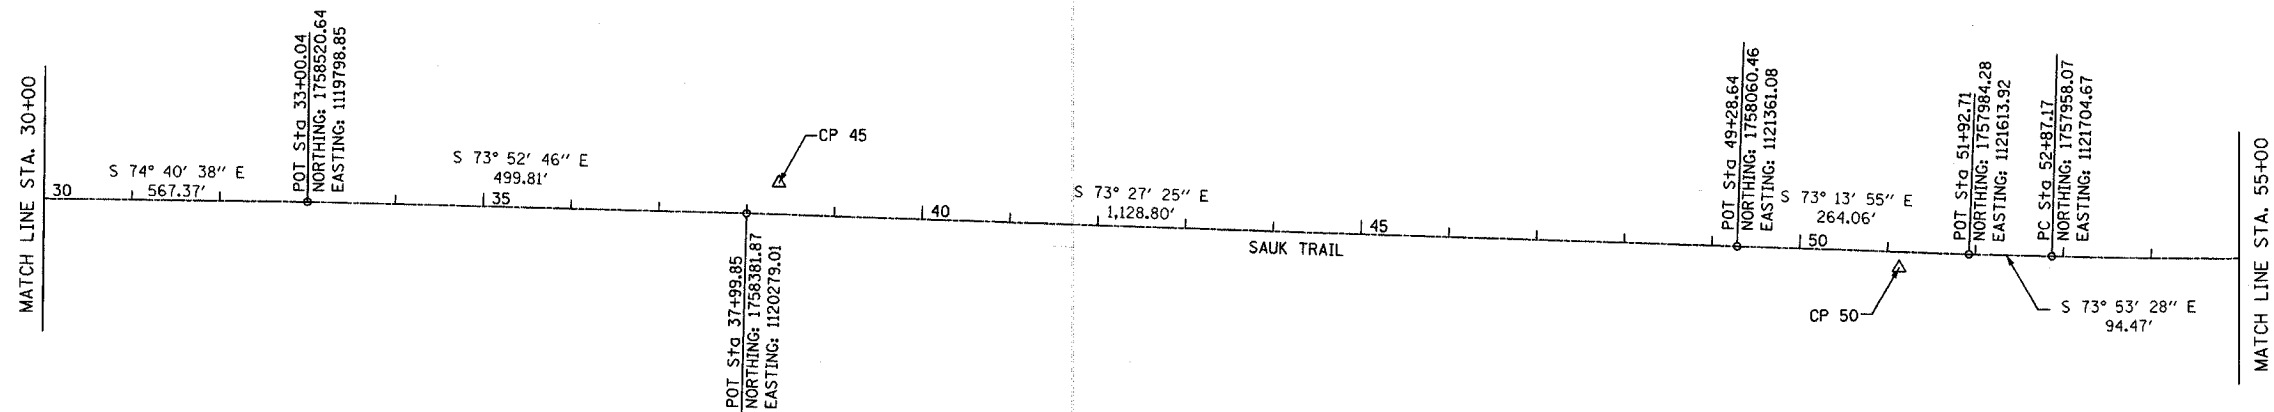 MATCH LINE STA. 30+00
30
S 74° 40' 38'' E
567.37'
POT Sta 33+00.04
NORTHING: 1758520.64
EASTING: 1119798.85
S 73° 52' 46'' E
499.81'
35
POT Sta 37+99.85
NORTHING: 1758381.87
EASTING: 1120279.01
CP 45
40
S 73° 27' 25'' E
1,128.80'
SAUK TRAIL
45
POT Sta 49+28.64
NORTHING: 1758060.46
EASTING: 1121361.08
S 73° 13' 55'' E
264.06'
50
CP 50
POT Sta 51+92.71
NORTHING: 1757984.28
EASTING: 1121613.92
PC Sta 52+87.17
NORTHING: 1757958.07
EASTING: 1121704.67
S 73° 53' 28'' E
94.47'
MATCH LINE STA. 55+00